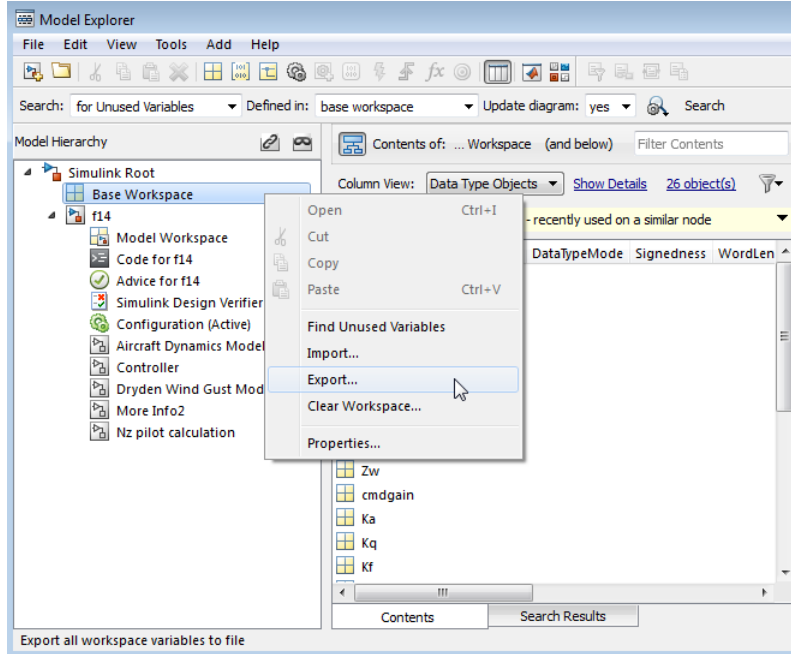 Model Explorer
File Edit View Tools Add Help
fx
Search: for Unused Variables Defined in: base workspace Update diagram: yes Search
Model Hierarchy
Contents of: ... Workspace (and below) Filter Contents
Simulink Root
Column View: Data Type Objects Show Details 26 object(s)
Base Workspace
Open Ctrl+I
- recently used on a similar node
f14
Cut
Model Workspace
DataTypeMode Signedness WordLen
Code for f14
Copy
Advice for f14
Paste Ctrl+V
Simulink Design Verifier
Configuration (Active)
Find Unused Variables
Aircraft Dynamics Model
Import...
Controller
Export...
Dryden Wind Gust Mod
Clear Workspace...
More Info2
Nz pilot calculation
Properties...
Zw
cmdgain
Ka
Kq
Kf
Contents Search Results
Export all workspace variables to file